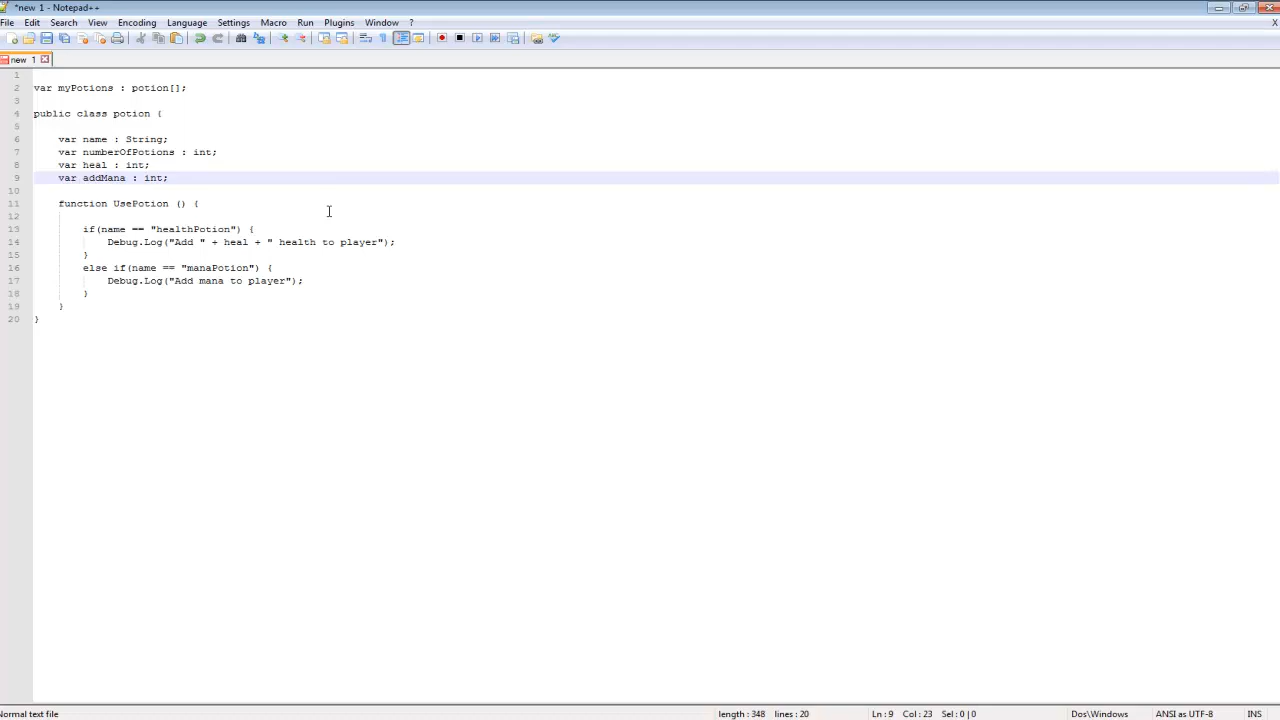 *new 1 - Notepad++
File Edit Search View Encoding Language Settings Macro Run Plugins Window ? X
new 1
1
2 var myPotions : potion[];
3
4 public class potion {
5
6 var name : String;
7 var numberOfPotions : int;
8 var heal : int;
9 var addMana : int;
10
11 function UsePotion () {
12
13 if(name == "healthPotion") {
14 Debug.Log("Add " + heal + " health to player");
15 }
16 else if(name == "manaPotion") {
17 Debug.Log("Add mana to player");
18 }
19 }
20 }
Normal text file length : 348 lines : 20 Ln : 9 Col : 23 Sel : 0 | 0 Dos\Windows ANSI as UTF-8 INS